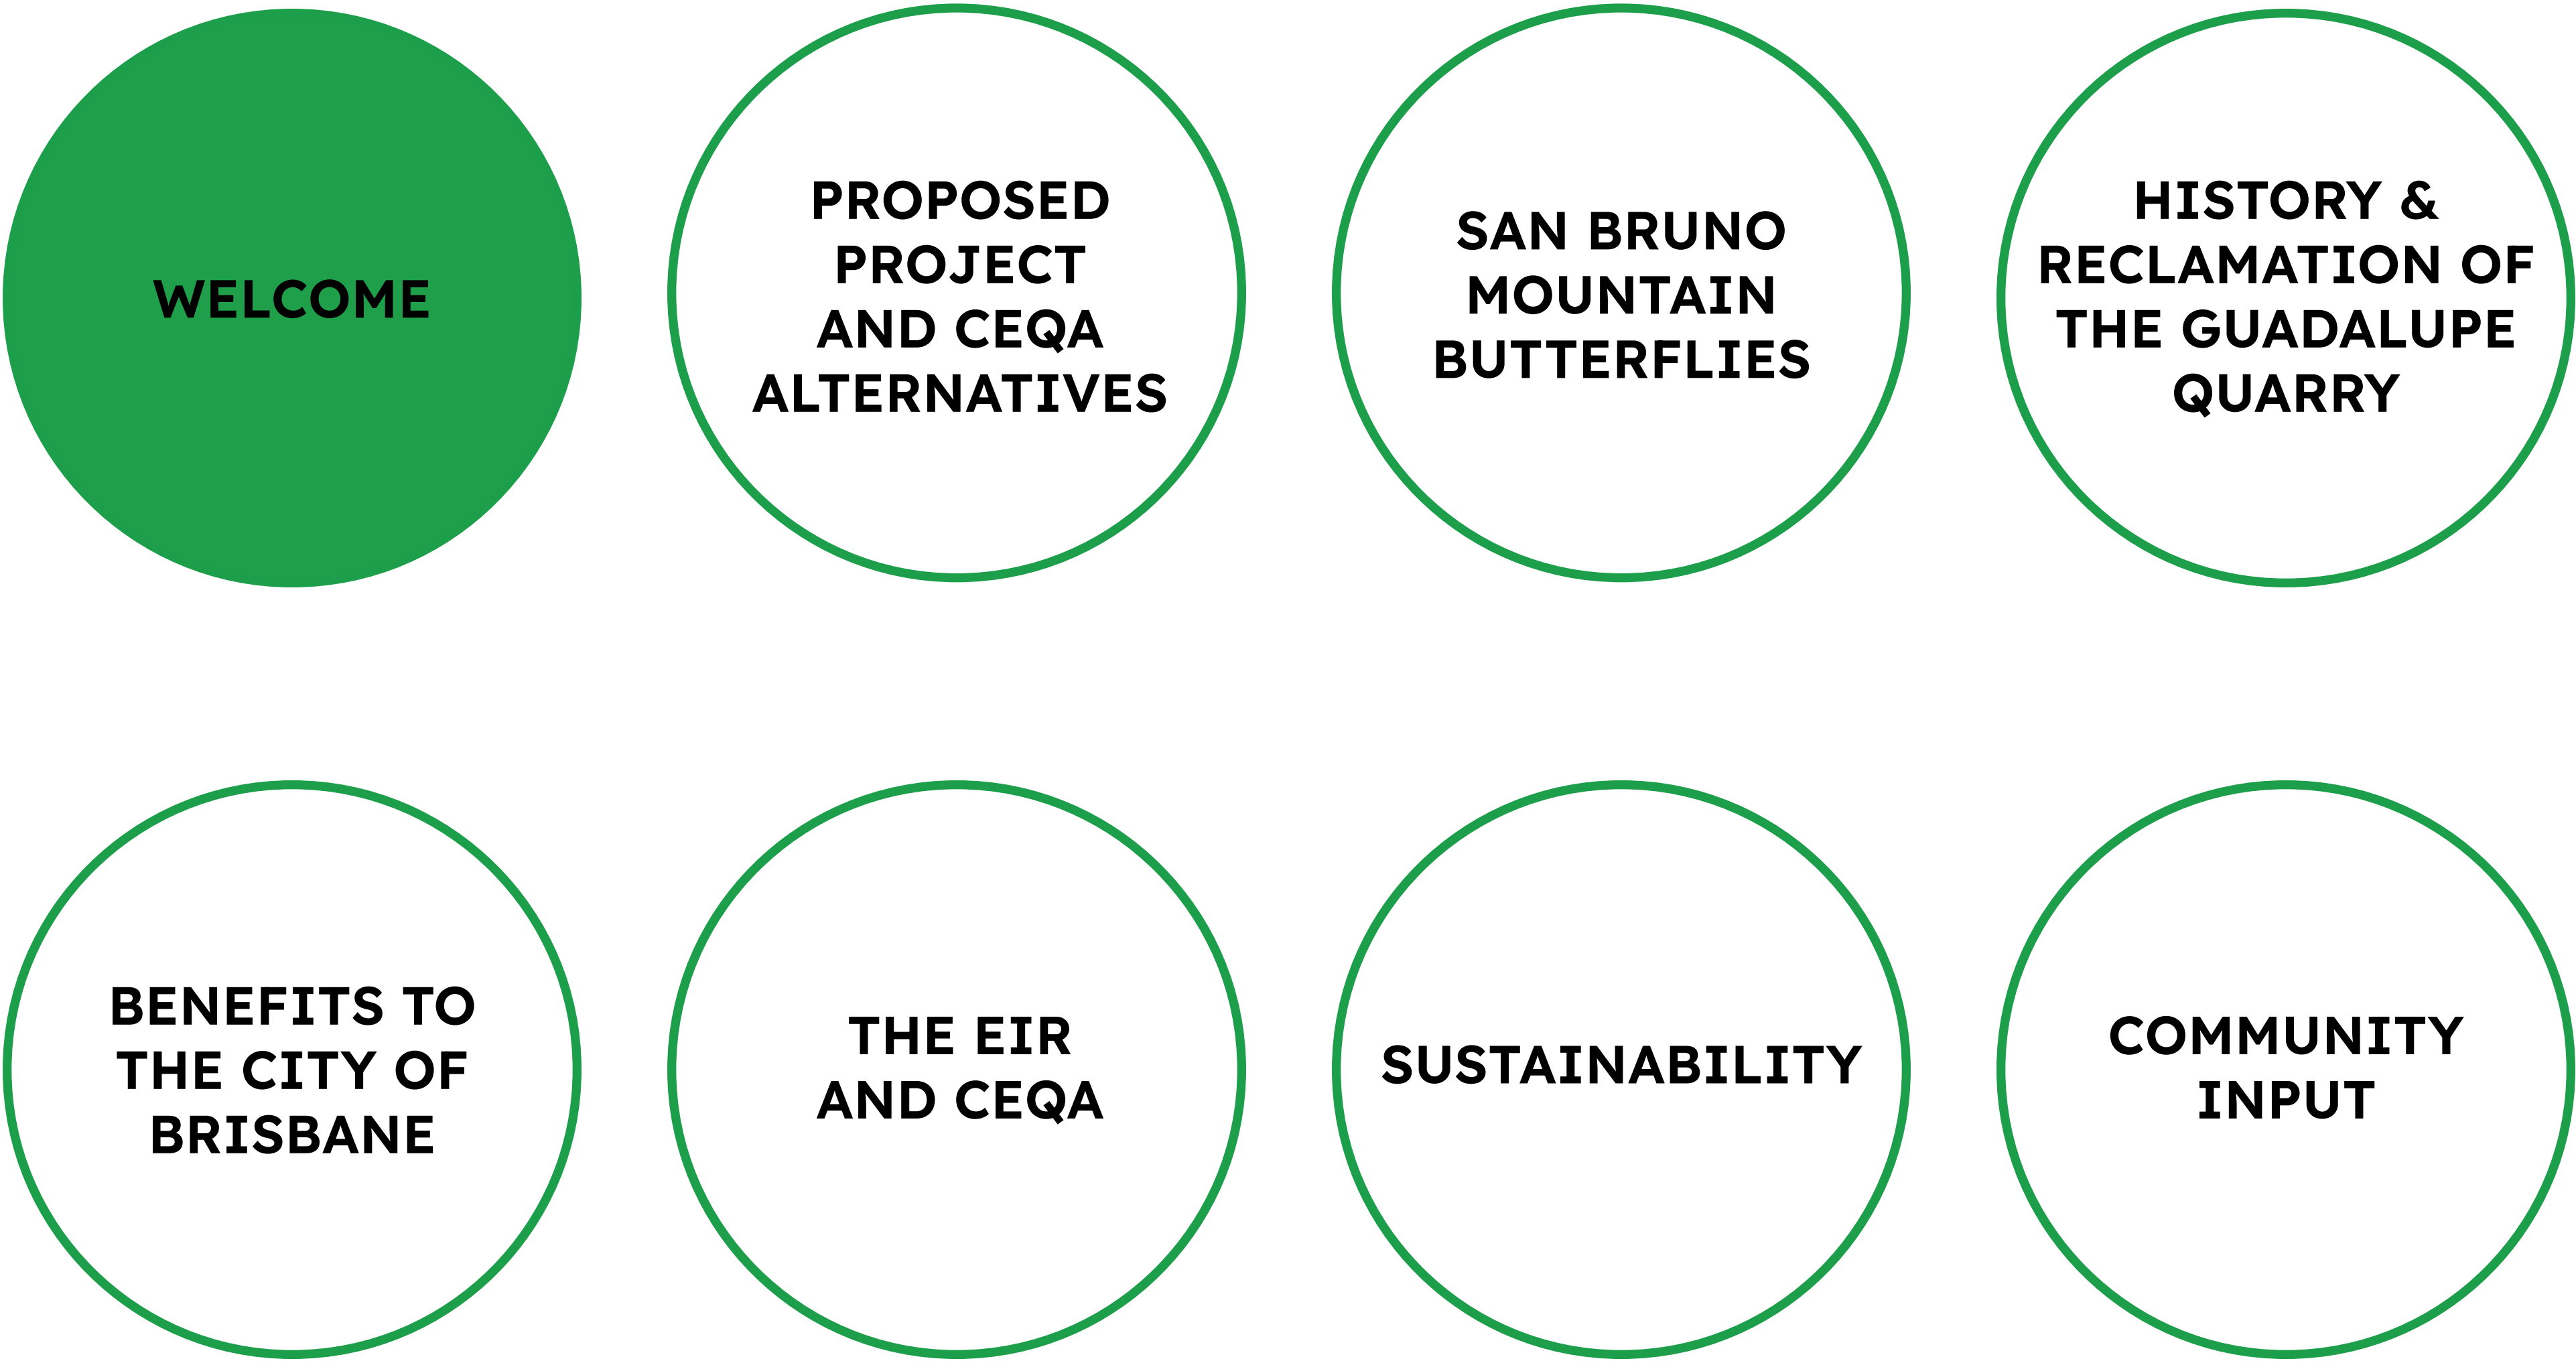 WELCOME
PROPOSED
PROJECT
AND CEQA
ALTERNATIVES
SAN BRUNO
MOUNTAIN
BUTTERFLIES
HISTORY &
RECLAMATION OF
THE GUADALUPE
QUARRY
BENEFITS TO
THE CITY OF
BRISBANE
THE EIR
AND CEQA
SUSTAINABILITY
COMMUNITY
INPUT